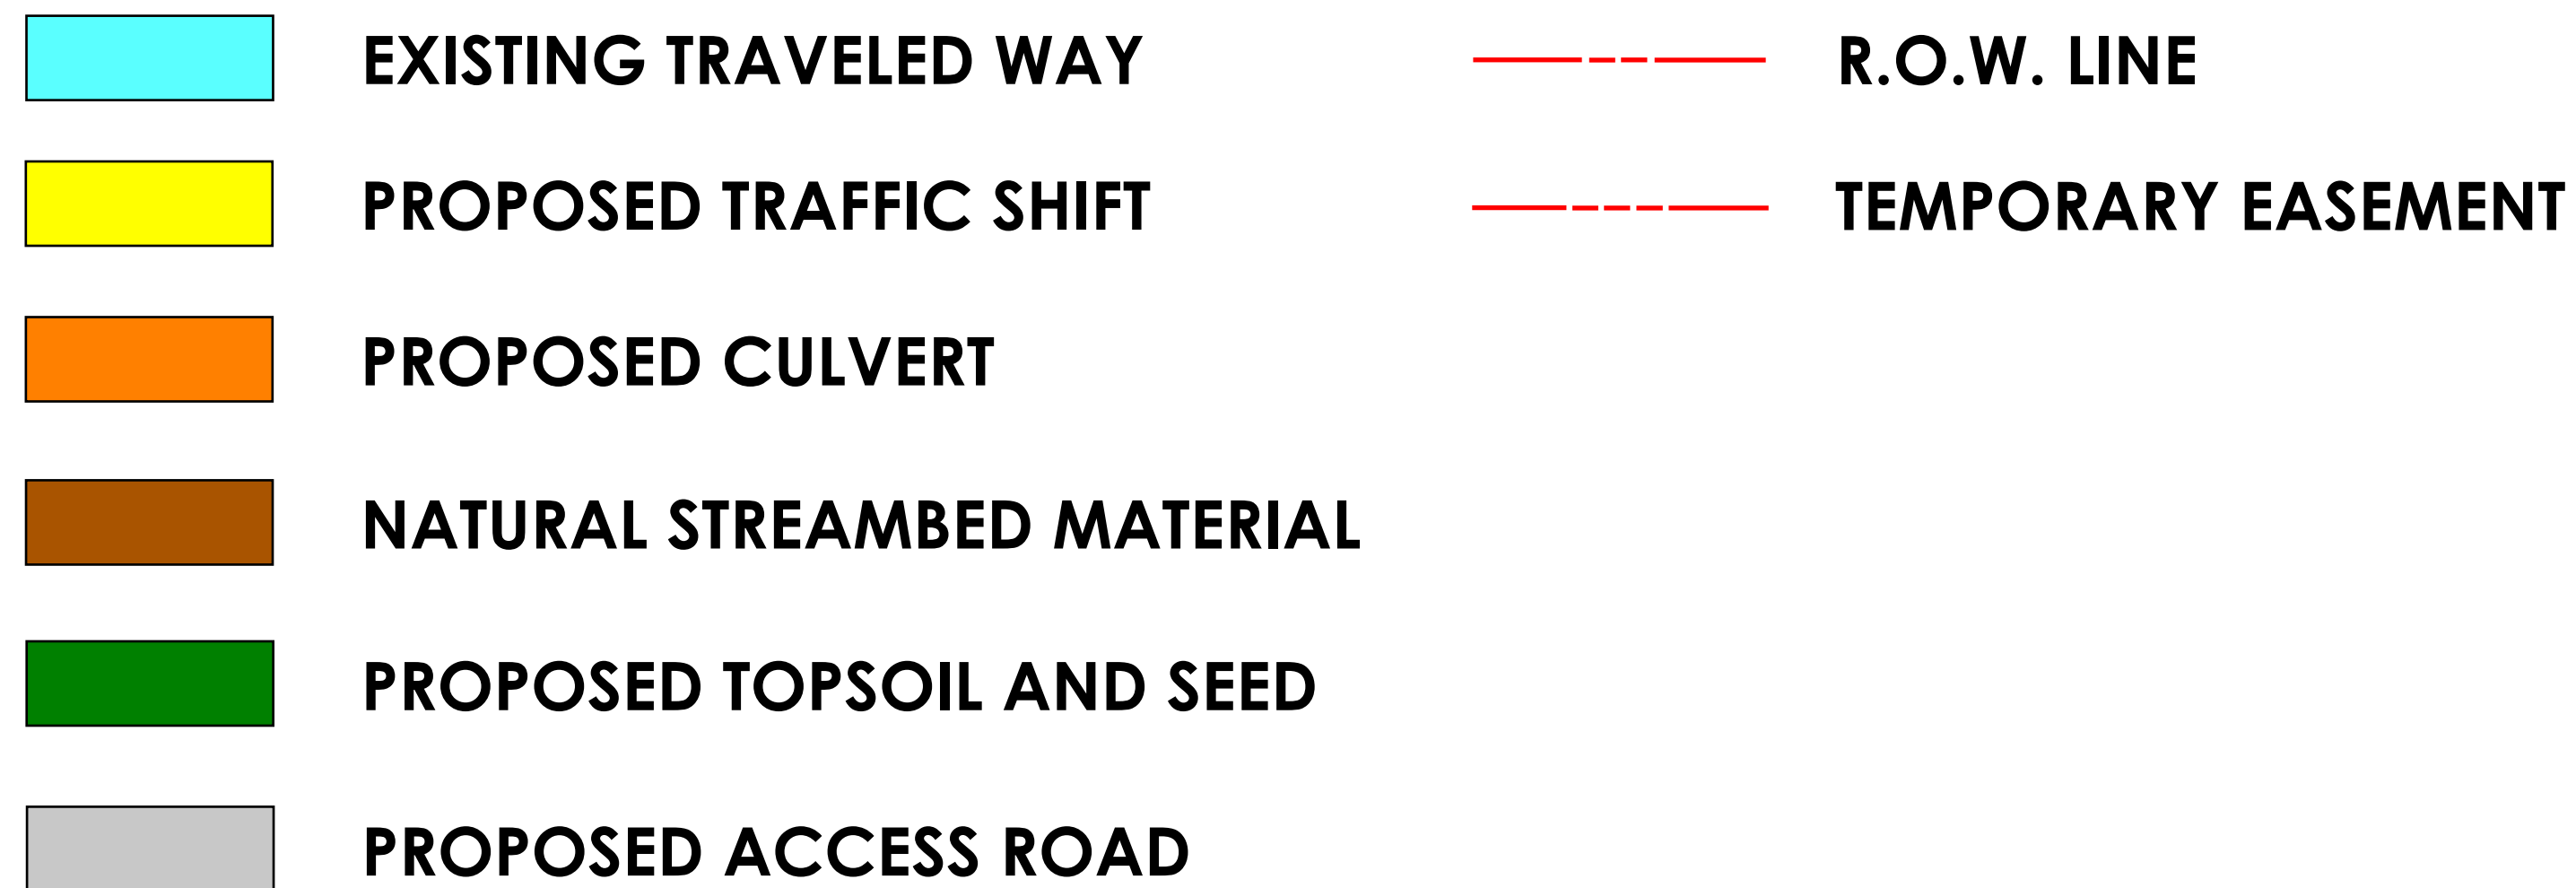 EXISTING TRAVELED WAY
PROPOSED TRAFFIC SHIFT
PROPOSED CULVERT
NATURAL STREAMBED MATERIAL
PROPOSED TOPSOIL AND SEED
PROPOSED ACCESS ROAD
R.O.W. LINE
TEMPORARY EASEMENT